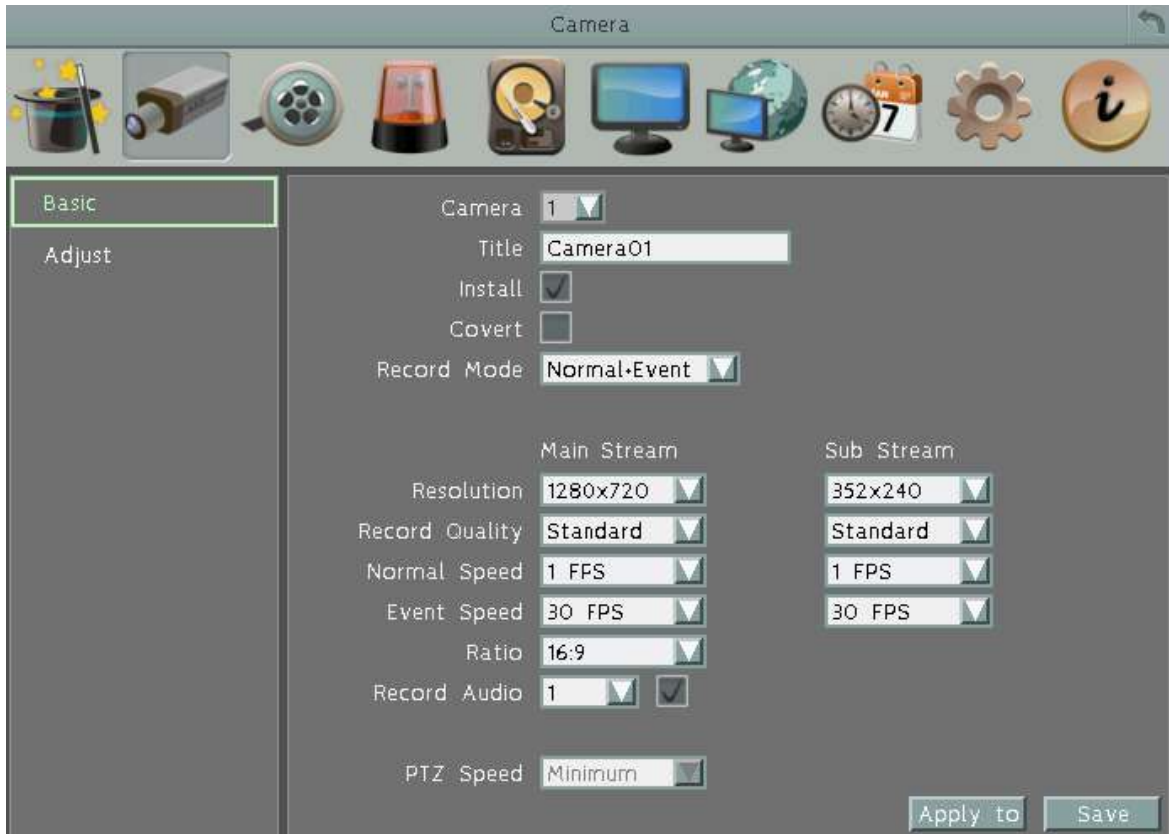 Camera
7
i
Basic
Adjust
Camera 1
Title Camera01
Install
Covert
Record Mode Normal+Event
Main Stream Sub Stream
Resolution 1280x720 352x240
Record Quality Standard Standard
Normal Speed 1 FPS 1 FPS
Event Speed 30 FPS 30 FPS
Ratio 16:9
Record Audio 1
PTZ Speed Minimum
Apply to Save